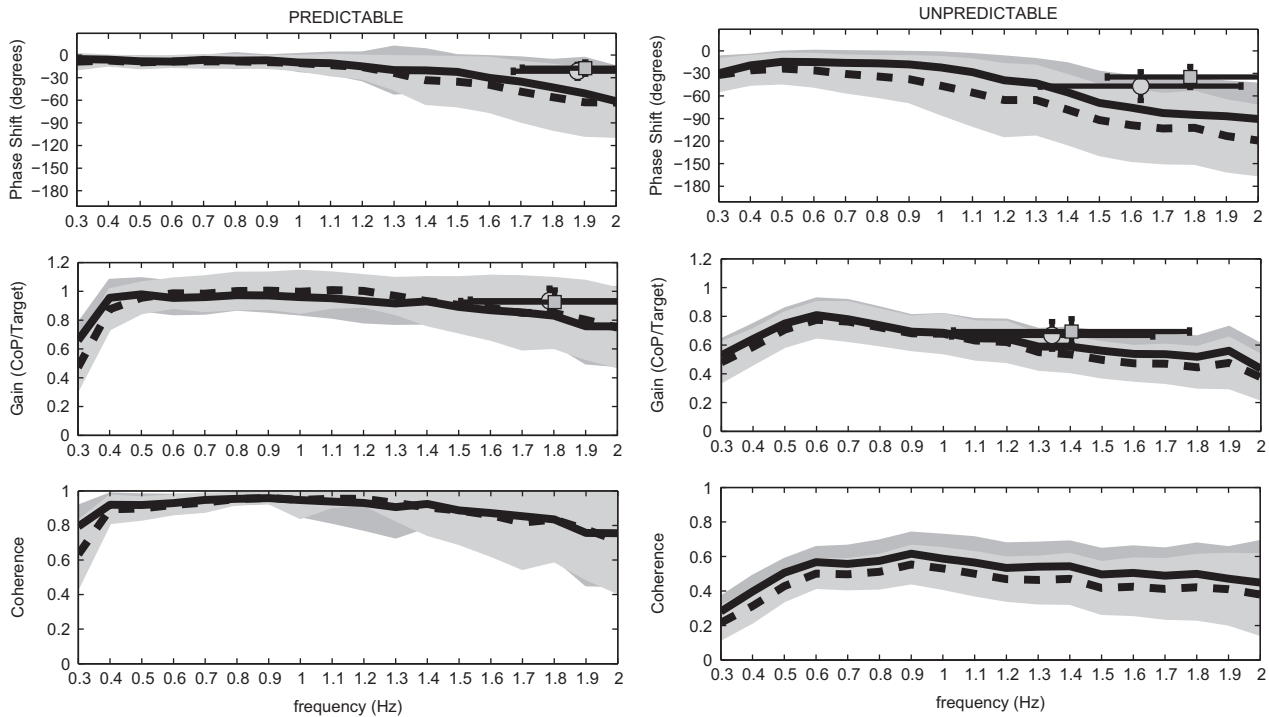 PREDICTABLE
Phase Shift (degrees)
0
−30
−60
−90
−120
−150
−180
0.3 0.4 0.5 0.6 0.7 0.8 0.9 1 1.1 1.2 1.3 1.4 1.5 1.6 1.7 1.8 1.9 2
Gain (CoP/Target)
1.2
1
0.8
0.6
0.4
0.2
0
0.3 0.4 0.5 0.6 0.7 0.8 0.9 1 1.1 1.2 1.3 1.4 1.5 1.6 1.7 1.8 1.9 2
Coherence
1
0.8
0.6
0.4
0.2
0
0.3 0.4 0.5 0.6 0.7 0.8 0.9 1 1.1 1.2 1.3 1.4 1.5 1.6 1.7 1.8 1.9 2
frequency (Hz)
UNPREDICTABLE
Phase Shift (degrees)
0
−30
−60
−90
−120
−150
−180
0.3 0.4 0.5 0.6 0.7 0.8 0.9 1 1.1 1.2 1.3 1.4 1.5 1.6 1.7 1.8 1.9 2
Gain (CoP/Target)
1.2
1
0.8
0.6
0.4
0.2
0
0.3 0.4 0.5 0.6 0.7 0.8 0.9 1 1.1 1.2 1.3 1.4 1.5 1.6 1.7 1.8 1.9 2
Coherence
1
0.8
0.6
0.4
0.2
0
0.3 0.4 0.5 0.6 0.7 0.8 0.9 1 1.1 1.2 1.3 1.4 1.5 1.6 1.7 1.8 1.9 2
frequency (Hz)